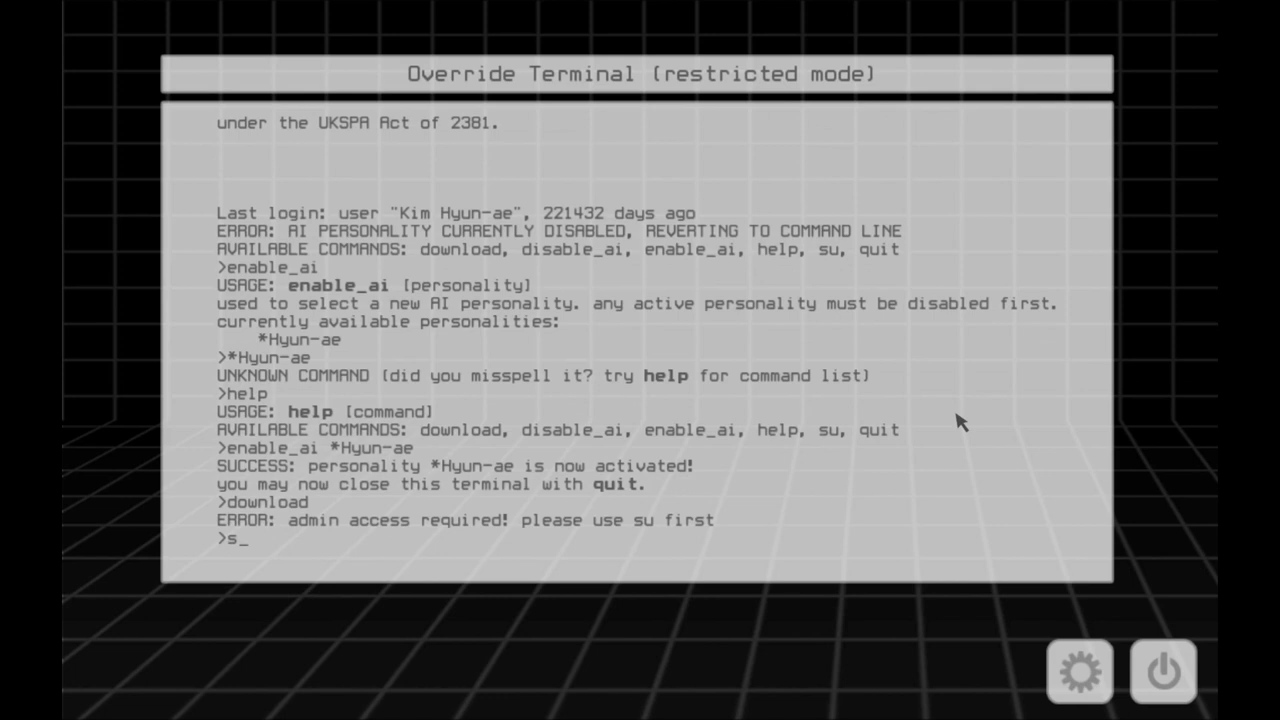 Override Terminal (restricted mode)
under the UKSPA Act of 2381.
Last login: user "Kim Hyun-ae", 221432 days ago
ERROR: AI PERSONALITY CURRENTLY DISABLED, REVERTING TO COMMAND LINE
AVAILABLE COMMANDS: download, disable_ai, enable_ai, help, su, quit
>enable_ai
USAGE: enable_ai [personality]
used to select a new AI personality. any active personality must be disabled first.
currently available personalities:
*Hyun-ae
>*Hyun-ae
UNKNOWN COMMAND (did you misspell it? try help for command list)
>help
USAGE: help [command]
AVAILABLE COMMANDS: download, disable_ai, enable_ai, help, su, quit
>enable_ai *Hyun-ae
SUCCESS: personality *Hyun-ae is now activated!
you may now close this terminal with quit.
>download
ERROR: admin access required! please use su first
>s_